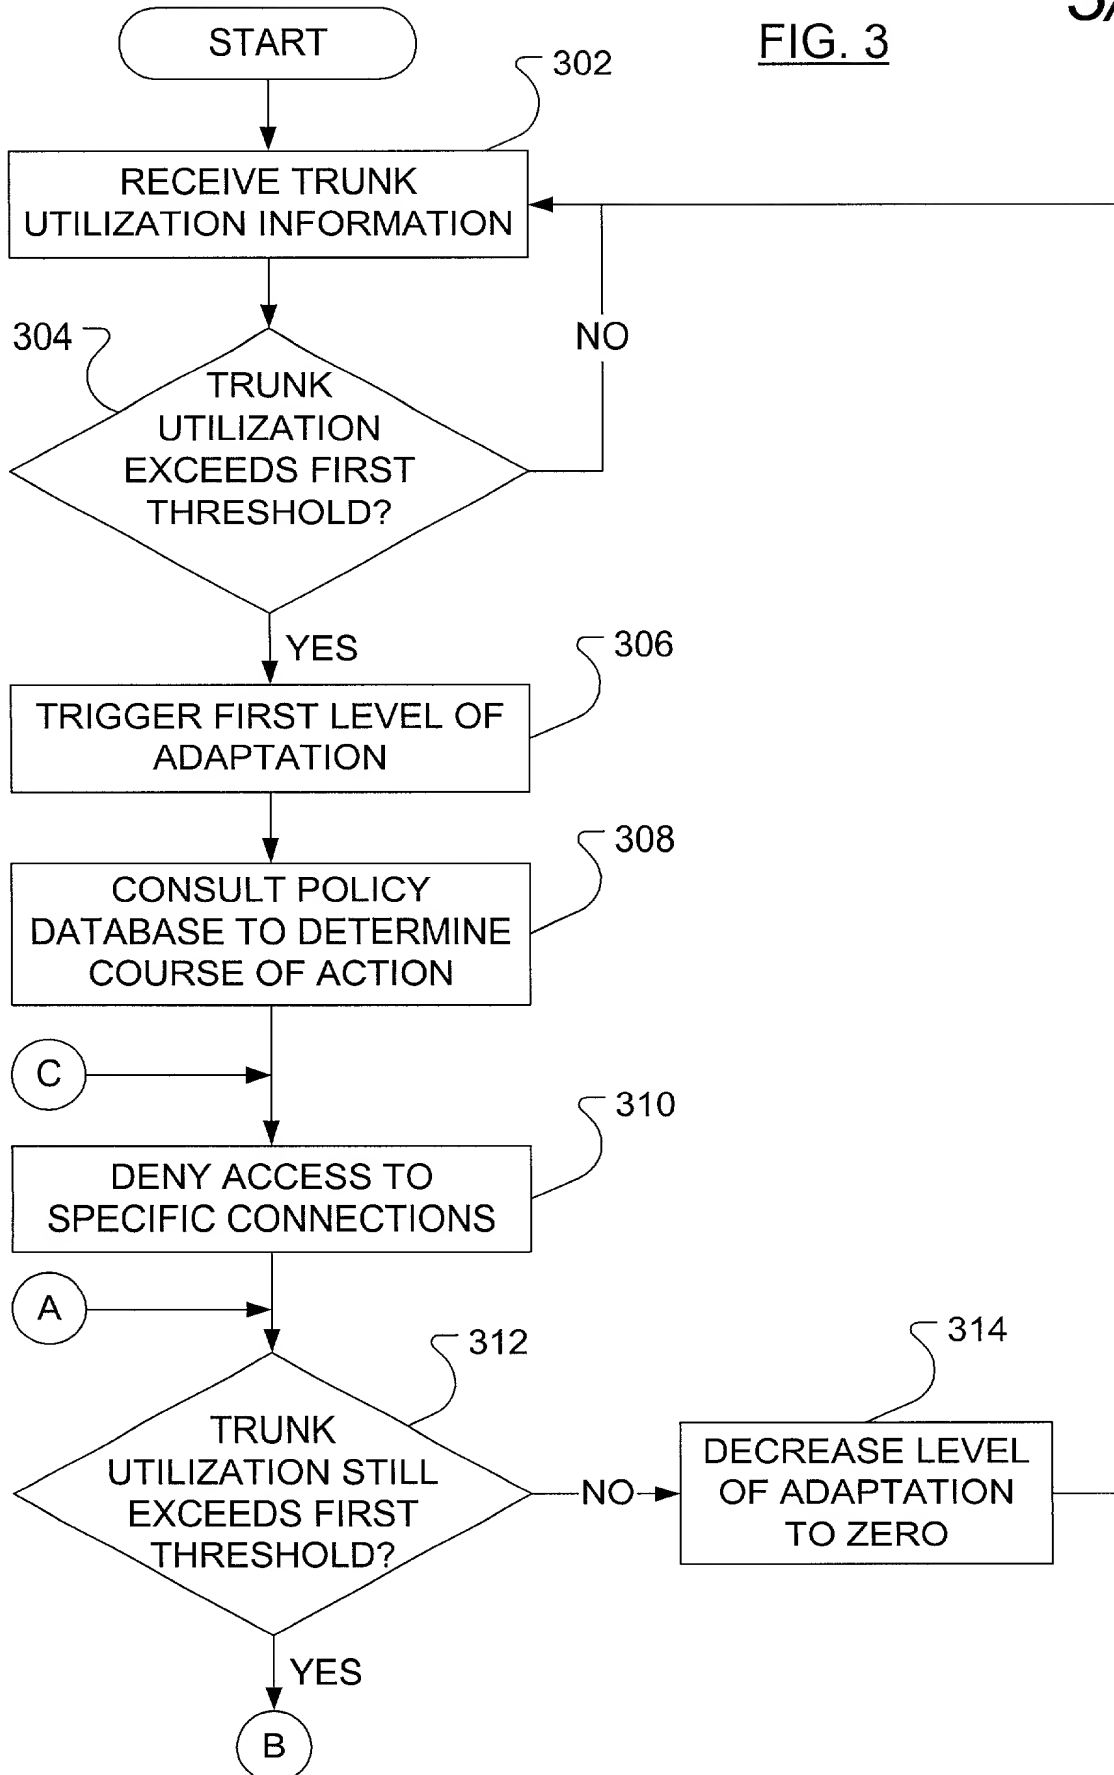 START
FIG. 3
302
RECEIVE TRUNK
UTILIZATION INFORMATION
304
NO
TRUNK
UTILIZATION
EXCEEDS FIRST
THRESHOLD?
YES
306
TRIGGER FIRST LEVEL OF
ADAPTATION
308
CONSULT POLICY
DATABASE TO DETERMINE
COURSE OF ACTION
C
310
DENY ACCESS TO
SPECIFIC CONNECTIONS
A
312
314
TRUNK
UTILIZATION STILL
EXCEEDS FIRST
THRESHOLD?
NO
DECREASE LEVEL
OF ADAPTATION
TO ZERO
YES
B